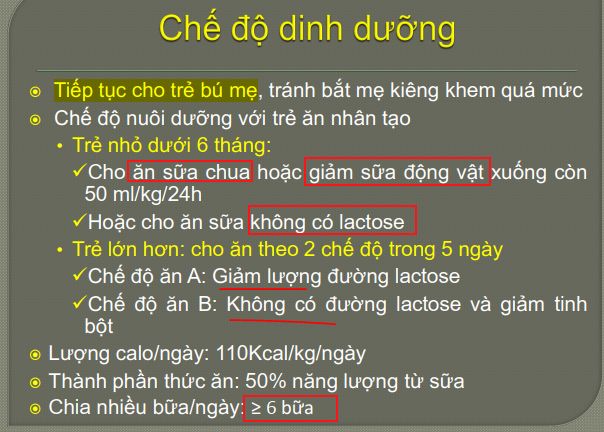 Chế độ dinh dưỡng
Tiếp tục cho trẻ bú mẹ, tránh bắt mẹ kiêng khem quá mức
Chế độ nuôi dưỡng với trẻ ăn nhân tạo
• Trẻ nhỏ dưới 6 tháng:
✓Cho ăn sữa chua hoặc giảm sữa động vật xuống còn
50 ml/kg/24h
✓Hoặc cho ăn sữa không có lactose
• Trẻ lớn hơn: cho ăn theo 2 chế độ trong 5 ngày
✓Chế độ ăn A: Giảm lượng đường lactose
✓Chế độ ăn B: Không có đường lactose và giảm tinh
bột
Lượng calo/ngày: 110Kcal/kg/ngày
Thành phần thức ăn: 50% năng lượng từ sữa
Chia nhiều bữa/ngày: ≥ 6 bữa